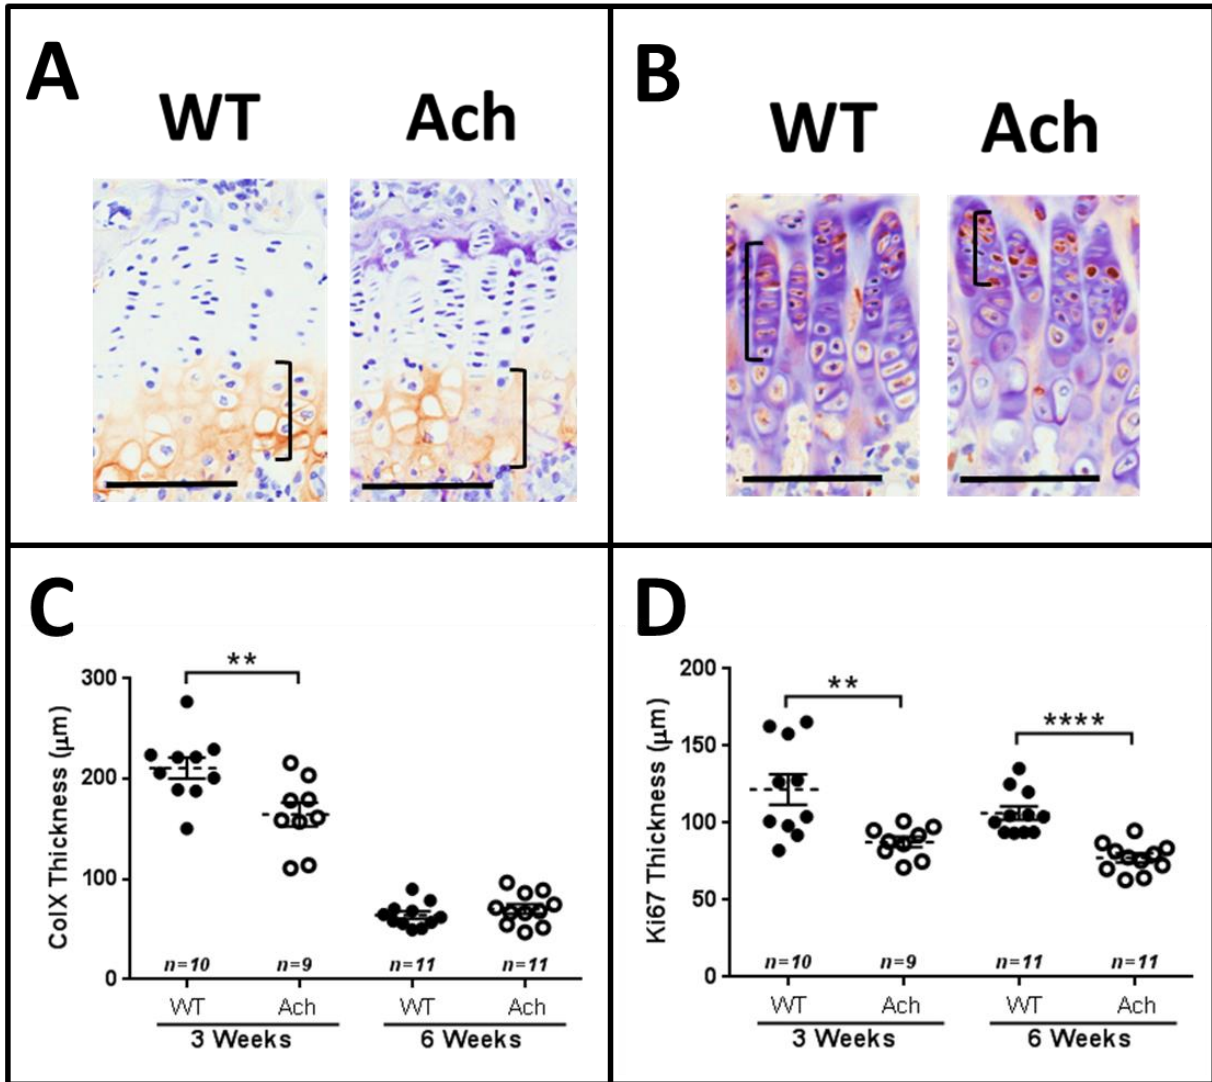 A
WT Ach
B
WT Ach
C
ColX Thickness (μm)
300
200
100
0
**
n=10 n=9 n=11 n=11
WT Ach WT Ach
3 Weeks 6 Weeks
D
Ki67 Thickness (μm)
200
150
100
50
0
**
****
n=10 n=9 n=11 n=11
WT Ach WT Ach
3 Weeks 6 Weeks